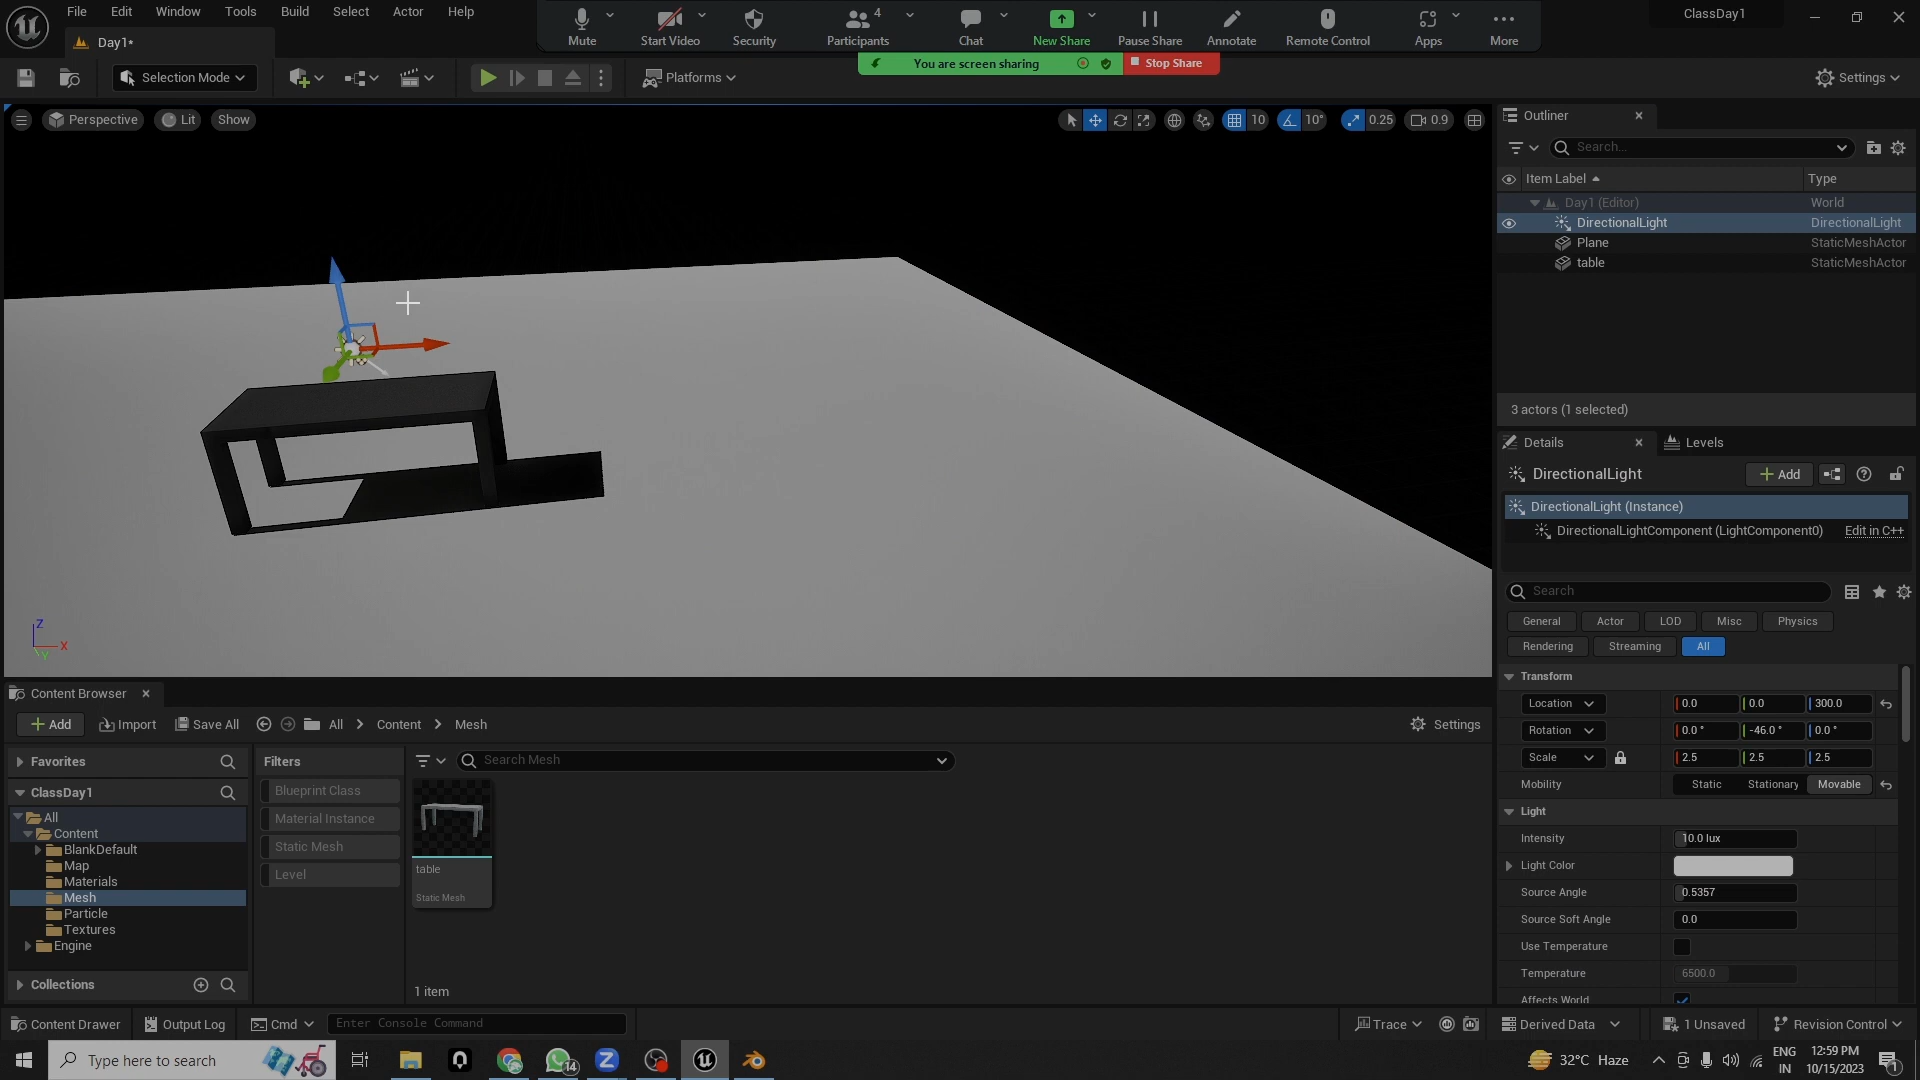 File Edit Window Tools Build Select Actor Help
Mute Start Video Security Participants 4 Chat New Share Pause Share Annotate Remote Control Apps More
ClassDay1
Day1*
You are screen sharing Stop Share
Selection Mode Platforms Settings
Perspective Lit Show 10 10° 0.25 0.9
Outliner
Search...
Item Label Type
Day1 (Editor) World
DirectionalLight DirectionalLight
Plane StaticMeshActor
table StaticMeshActor
3 actors (1 selected)
Details Levels
DirectionalLight Add
DirectionalLight (Instance)
DirectionalLightComponent (LightComponent0) Edit in C++
Search
General Actor LOD Misc Physics
Rendering Streaming All
Transform
Location 0.0 0.0 300.0
Rotation 0.0 ° -46.0 ° 0.0 °
Scale 2.5 2.5 2.5
Mobility Static Stationary Movable
Light
Intensity 10.0 lux
Light Color
Source Angle 0.5357
Source Soft Angle 0.0
Use Temperature
Temperature 6500.0
Affects World
Z
X
Y
Content Browser
Add Import Save All All Content Mesh Settings
Favorites
ClassDay1
All
Content
BlankDefault
Map
Materials
Mesh
Particle
Textures
Engine
Collections
Filters
Blueprint Class
Material Instance
Static Mesh
Level
Search Mesh
table
Static Mesh
1 item
Content Drawer Output Log Cmd Enter Console Command Trace Derived Data 1 Unsaved Revision Control
Type here to search 14 Z 32°C Haze ENG 12:59 PM
IN 10/15/2023 1